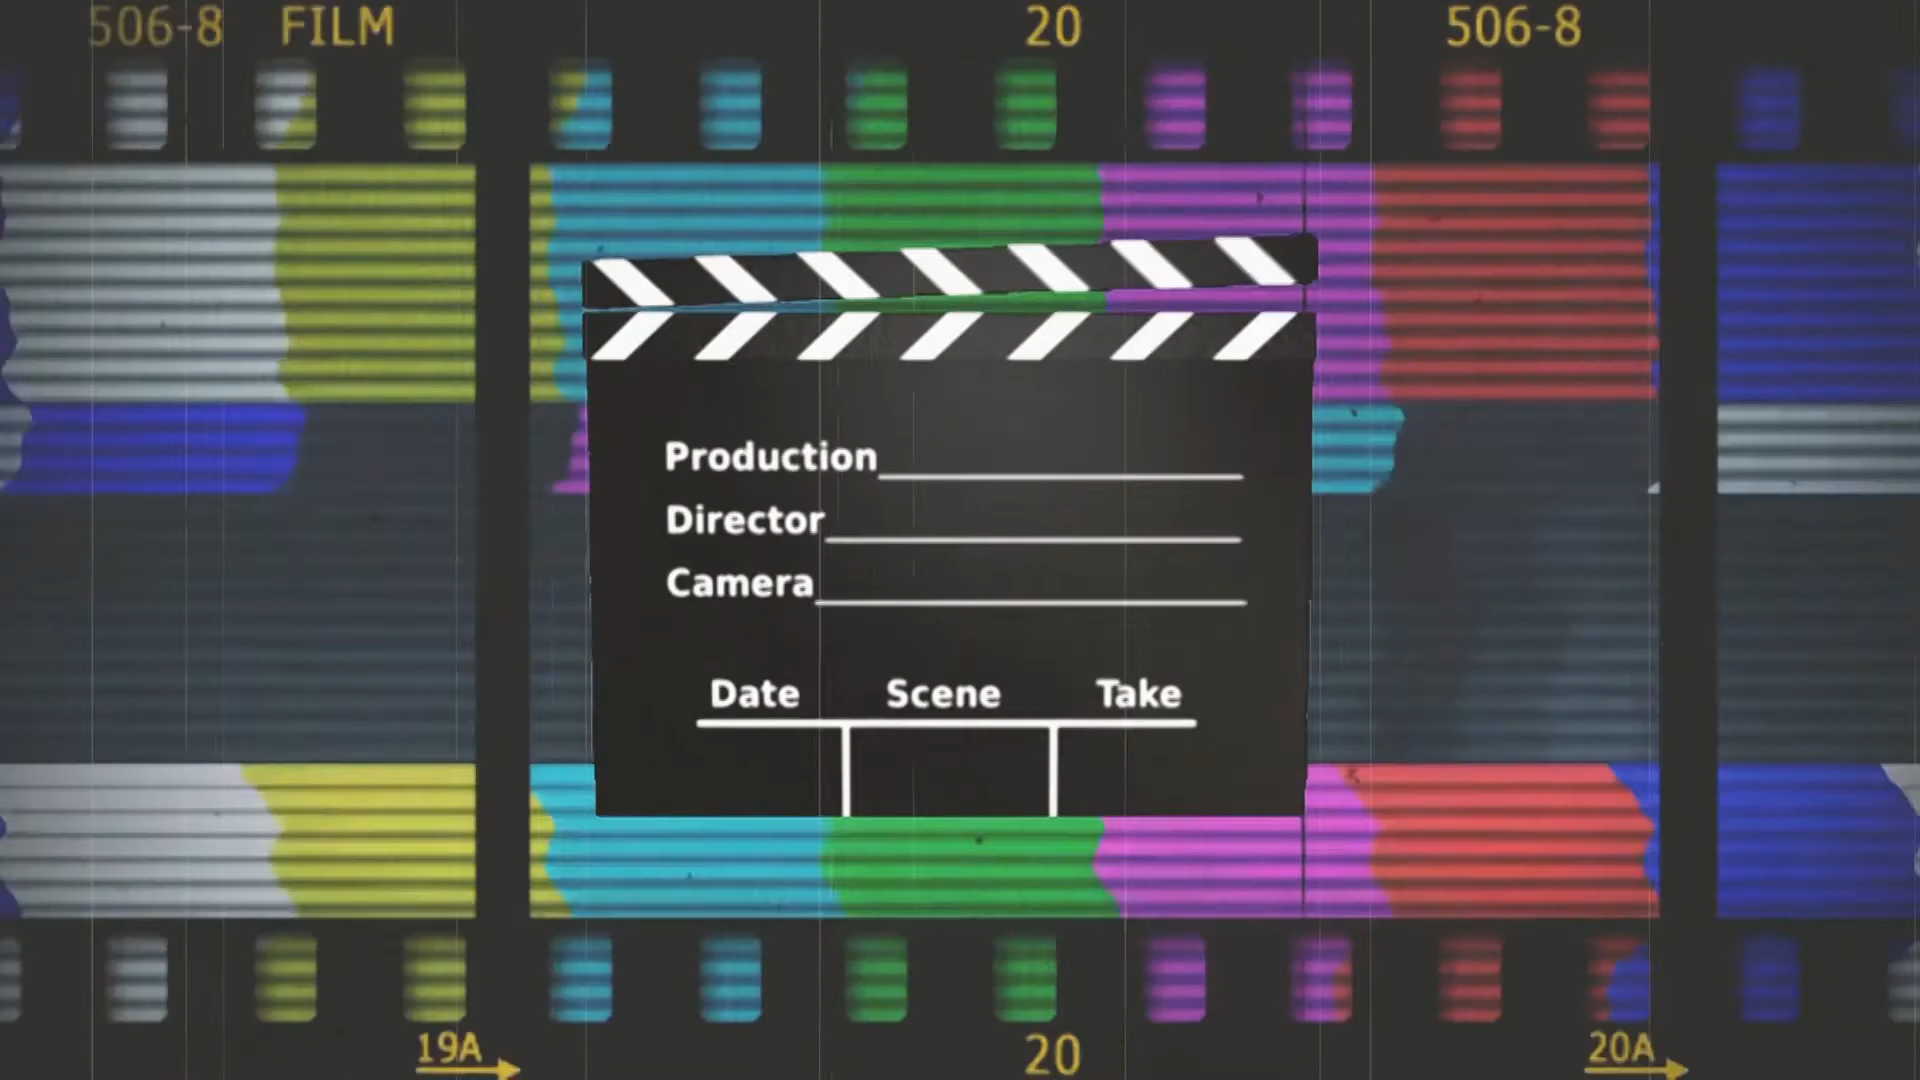 506-8 FILM 20 506-8
Production
Director
Camera
Date Scene Take
19A 20 20A